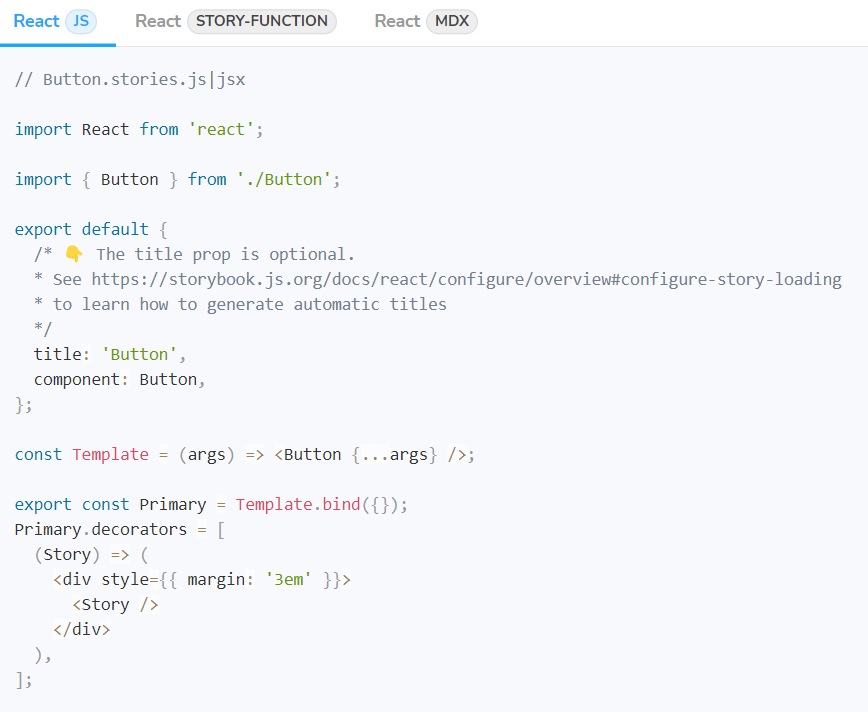 React JS React STORY-FUNCTION React MDX
// Button.stories.js|jsx
import React from 'react';
import { Button } from './Button';
export default {
  /* 👇 The title prop is optional.
  * See https://storybook.js.org/docs/react/configure/overview#configure-story-loading
  * to learn how to generate automatic titles
  */
  title: 'Button',
  component: Button,
};
const Template = (args) => <Button {...args} />;
export const Primary = Template.bind({});
Primary.decorators = [
  (Story) => (
    <div style={{ margin: '3em' }}>
      <Story />
    </div>
  ),
];